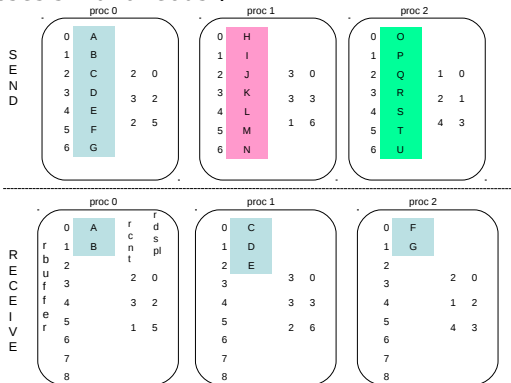 SEND
proc 0
0 A
1 B
2 C 2 0
3 D 3 2
4 E
5 F 2 5
6 G
proc 1
0 H
1 I
2 J 3 0
3 K 3 3
4 L
5 M 1 6
6 N
proc 2
0 O
1 P
2 Q 1 0
3 R 2 1
4 S
5 T 4 3
6 U
RECEIVE
proc 0
rbuffer
rcnt
rdspl
0 A
1 B
2
3 2 0
4 3 2
5 1 5
6
7
8
proc 1
0 C
1 D
2 E
3 3 0
4 3 3
5 2 6
6
7
8
proc 2
0 F
1 G
2
3 2 0
4 1 2
5 4 3
6
7
8